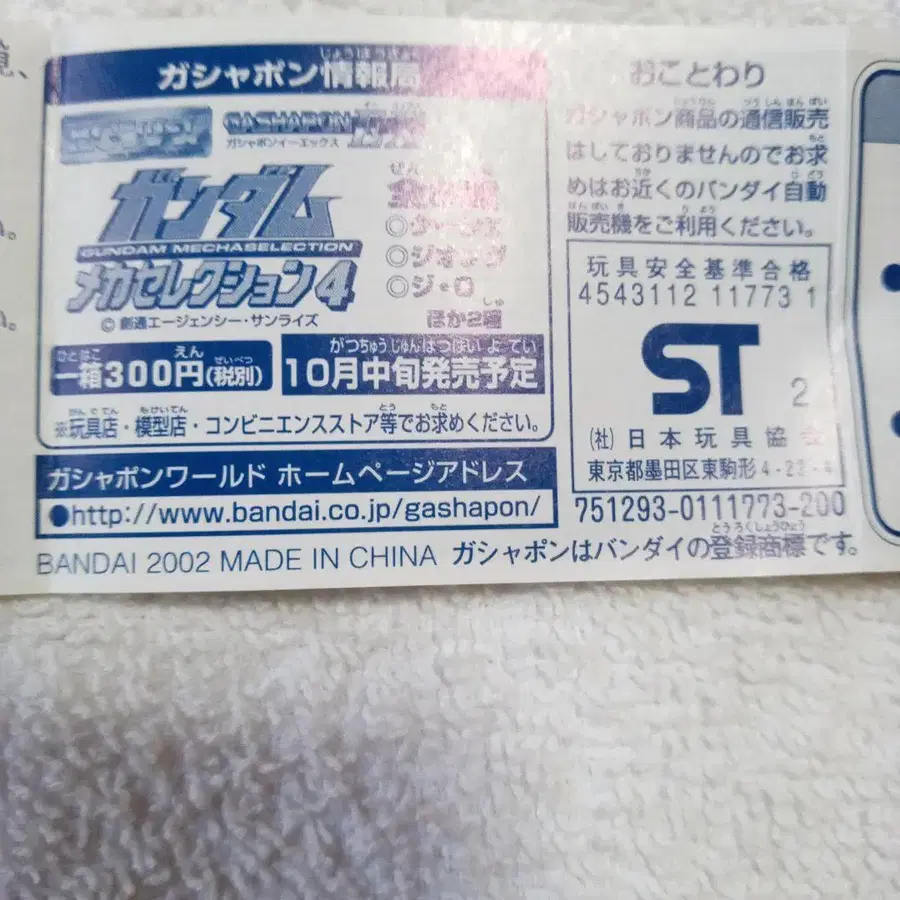 ガシャポン情報局
GASHAPON EX
ガシャポンイーエックス
ガンダム
GUNDAM MECHASELECTION
メカセレクション4
© 創通エージェンシー・サンライズ
◎ジオング
◎ジ・O
ほか2種
一箱300円(税別)
10月中旬発売予定
※玩具店・模型店・コンビニエンスストア等でお求めください。
ガシャポンワールド ホームページアドレス
●http://www.bandai.co.jp/gashapon/
BANDAI 2002 MADE IN CHINA ガシャポンはバンダイの登録商標です。
おことわり
ガシャポン商品の通信販売
はしておりませんのでお求
めはお近くのバンダイ自動
販売機をご利用ください。
玩具安全基準合格
4543112 11773 1
ST
2
(社) 日本玩具協会
東京都墨田区東駒形4-22-4
751293-0111773-200